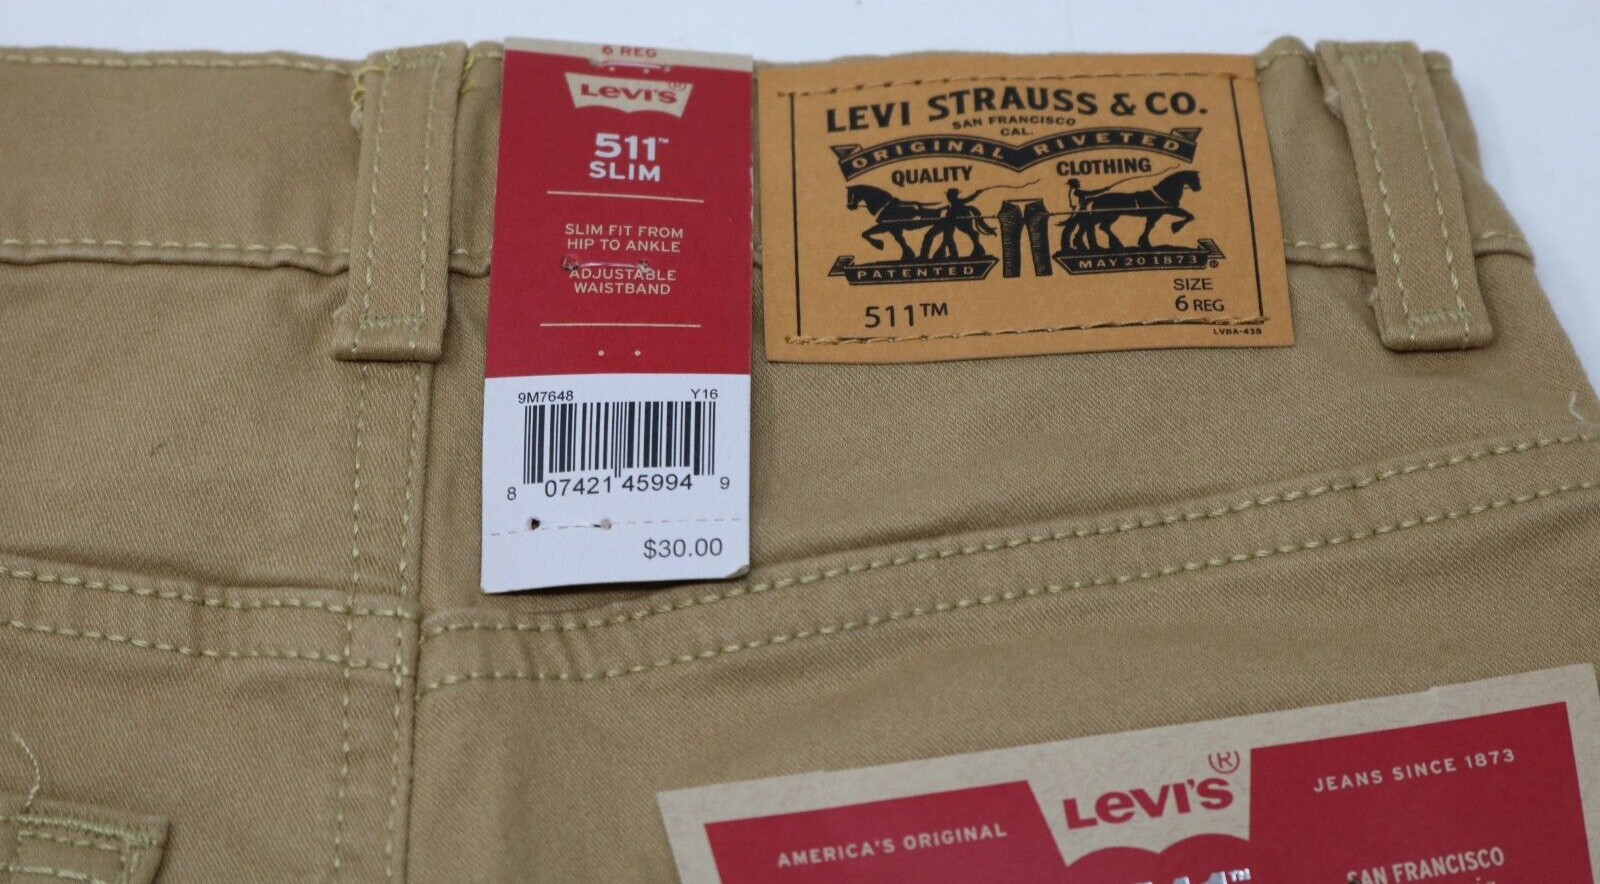 6 REG
Levi's®
511™
SLIM
SLIM FIT FROM
HIP TO ANKLE
ADJUSTABLE
WAISTBAND
9M7648 Y16
8 07421 45994 9
$30.00
LEVI STRAUSS & CO.
SAN FRANCISCO
CAL.
ORIGINAL RIVETED
QUALITY CLOTHING
PATENTED MAY 20 1873 ®
511™
SIZE
6 REG
LVBA-438
Levi's®
AMERICA'S ORIGINAL
JEANS SINCE 1873
SAN FRANCISCO